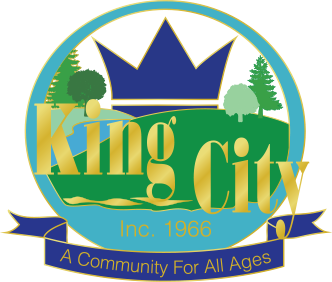 King
City
Inc. 1966
A Community For All Ages